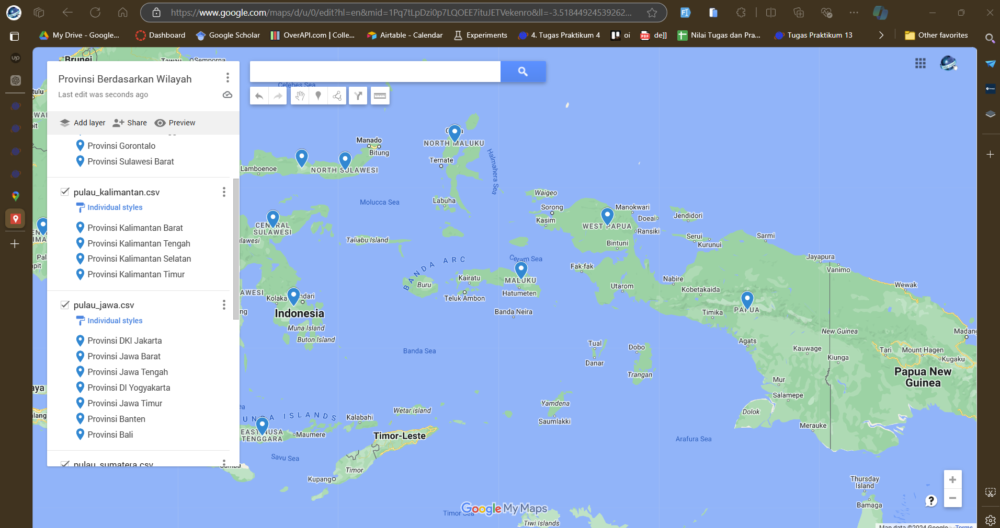 https://www.google.com/maps/d/u/0/edit?hl=en&mid=1Pq7tLpDzi0p7LQOEE7ituJETVekenro&ll=-3.51844924539262...
My Drive - Google...
Dashboard
Google Scholar
OverAPI.com | Colle...
Airtable - Calendar
Experiments
4. Tugas Praktikum 4
oi
de]]
Nilai Tugas dan Pra...
Tugas Praktikum 13
Other favorites
up
Provinsi Berdasarkan Wilayah
Last edit was seconds ago
Add layer
Share
Preview
Provinsi Gorontalo
Provinsi Sulawesi Barat
pulau_kalimantan.csv
Individual styles
Provinsi Kalimantan Barat
Provinsi Kalimantan Tengah
Provinsi Kalimantan Selatan
Provinsi Kalimantan Timur
pulau_jawa.csv
Individual styles
Provinsi DKI Jakarta
Provinsi Jawa Barat
Provinsi Jawa Tengah
Provinsi DI Yogyakarta
Provinsi Jawa Timur
Provinsi Banten
Provinsi Bali
pulau_sumatera.csv
Brunei
Tawau
Semporna
Celebes Sea
Manado
Bitung
NORTH MALUKU
Ternate
Halmahera Sea
Lamboenoe
NORTH SULAWESI
Molucca Sea
Labuha
Waigeo
Sorong
Kasim
Manokwari
Doeai
Ransiki
WEST PAPUA
Bintuni
Jendidori
Serui
Kurunui
Sarmi
CENTRAL
SULAWESI
Taliabu Island
BANDA ARC
Ceram Sea
Buru
Kairatu
Teluk Ambon
MALUKU
Hatumeten
Banda Neira
Fak-fak
Utarom
Nabire
Kobetakaida
Timika
PAPUA
Jayapura
Vanimo
Wewak
New Guinea
Madang
Kolaka
Indonesia
Muna Island
Buton Island
Banda Sea
Tual
Danar
Dobo
Trangan
Agats
Kauwage
Kiunga
Tari
Mount Hagen
Kugaku
Papua New
Guinea
Mur
Salamepe
Dolok
Merauke
Yamdena
Saumlakki
Arafura Sea
Wetar island
Kalabahi
UNDA ISLANDS
EAST NUSA
TENGGARA
Maumere
Timor-Leste
Savu Sea
Sumba
Timor
Kupang
Timor Sea
Tiwi Islands
Thursday
Island
Bamaga
Google My Maps
Map data ©2024 Google
Terms